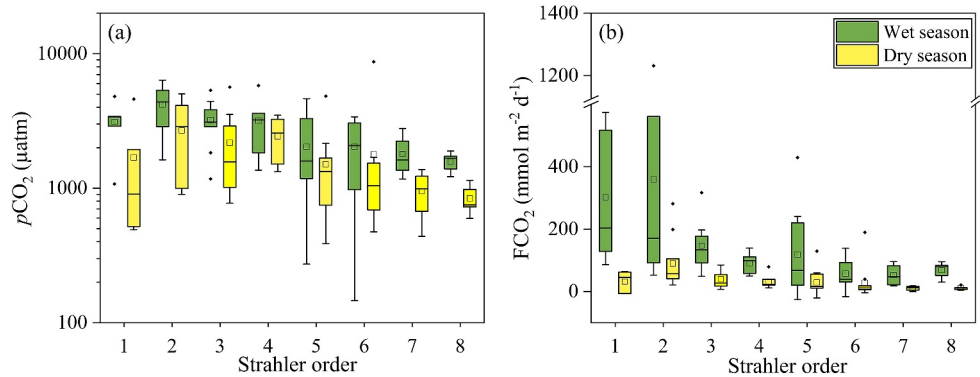 (a)
10000
1000
100
pCO₂ (µatm)
1 2 3 4 5 6 7 8
Strahler order
(b)
1400
1200
400
200
0
FCO₂ (mmol m⁻² d⁻¹)
Wet season
Dry season
1 2 3 4 5 6 7 8
Strahler order